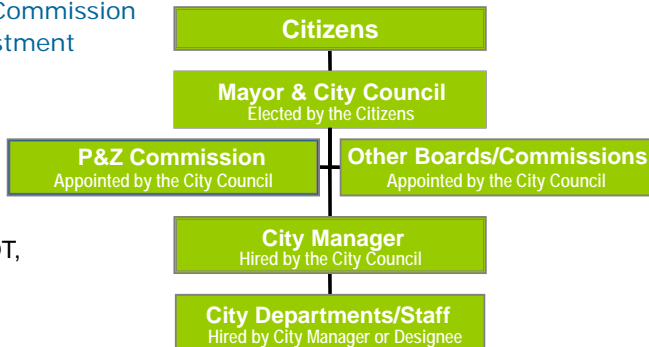 Commission
Citizens
Mayor & City Council
Elected by the Citizens
P&Z Commission
Appointed by the City Council
Other Boards/Commissions
Appointed by the City Council
City Manager
Hired by the City Council
City Departments/Staff
Hired by City Manager or Designee